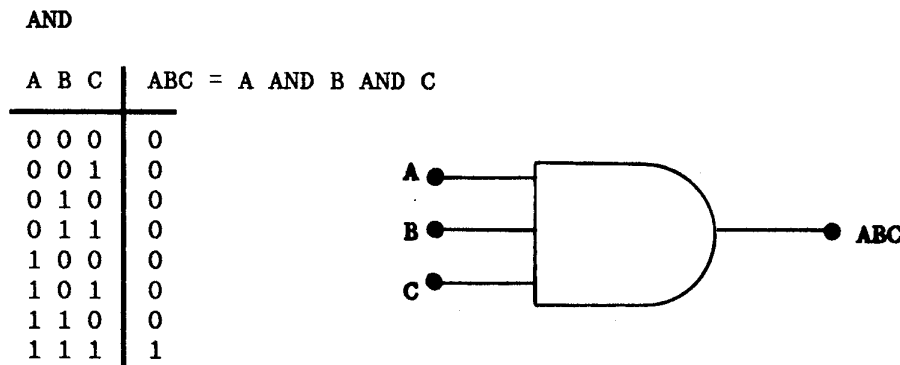 AND
A B C ABC = A AND B AND C
0 0 0 0
0 0 1 0
0 1 0 0
0 1 1 0
1 0 0 0
1 0 1 0
1 1 0 0
1 1 1 1
A
B
C
ABC